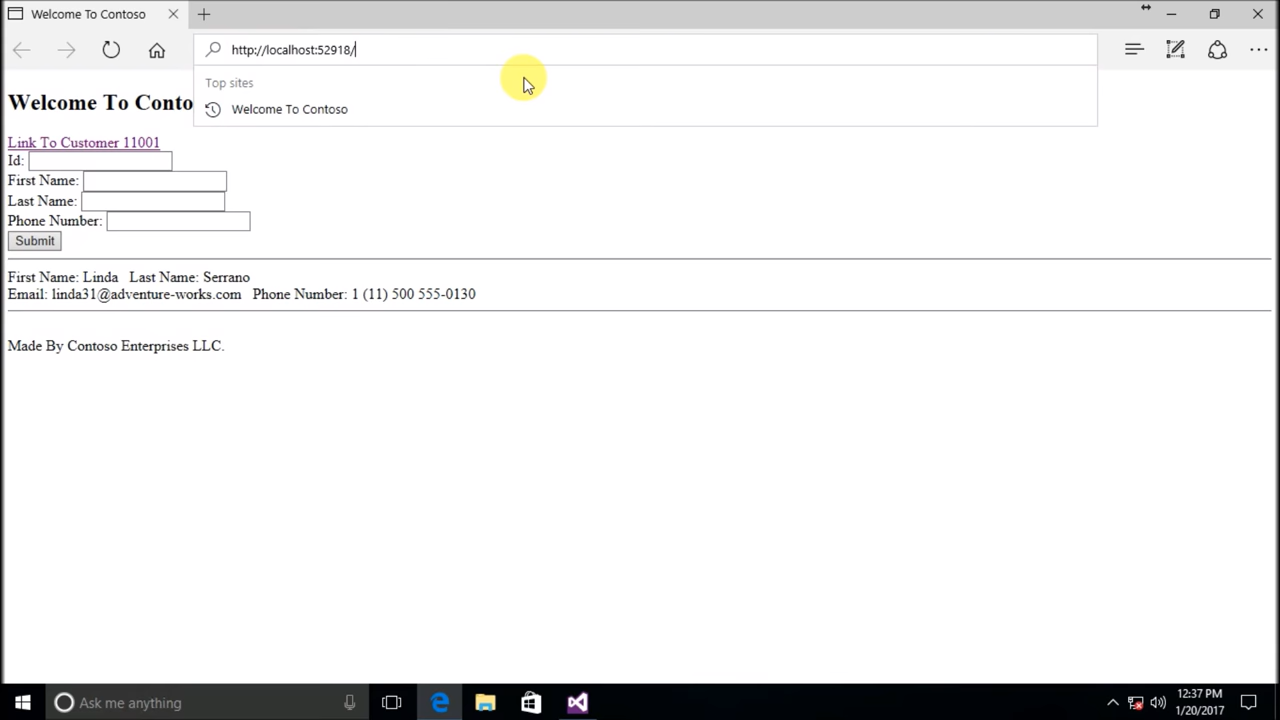 Welcome To Contoso
http://localhost:52918/
Top sites
Welcome To Contoso
Welcome To Conto
Link To Customer 11001
Id:
First Name:
Last Name:
Phone Number:
Submit
First Name: Linda Last Name: Serrano
Email: linda31@adventure-works.com Phone Number: 1 (11) 500 555-0130
Made By Contoso Enterprises LLC.
Ask me anything
12:37 PM
1/20/2017